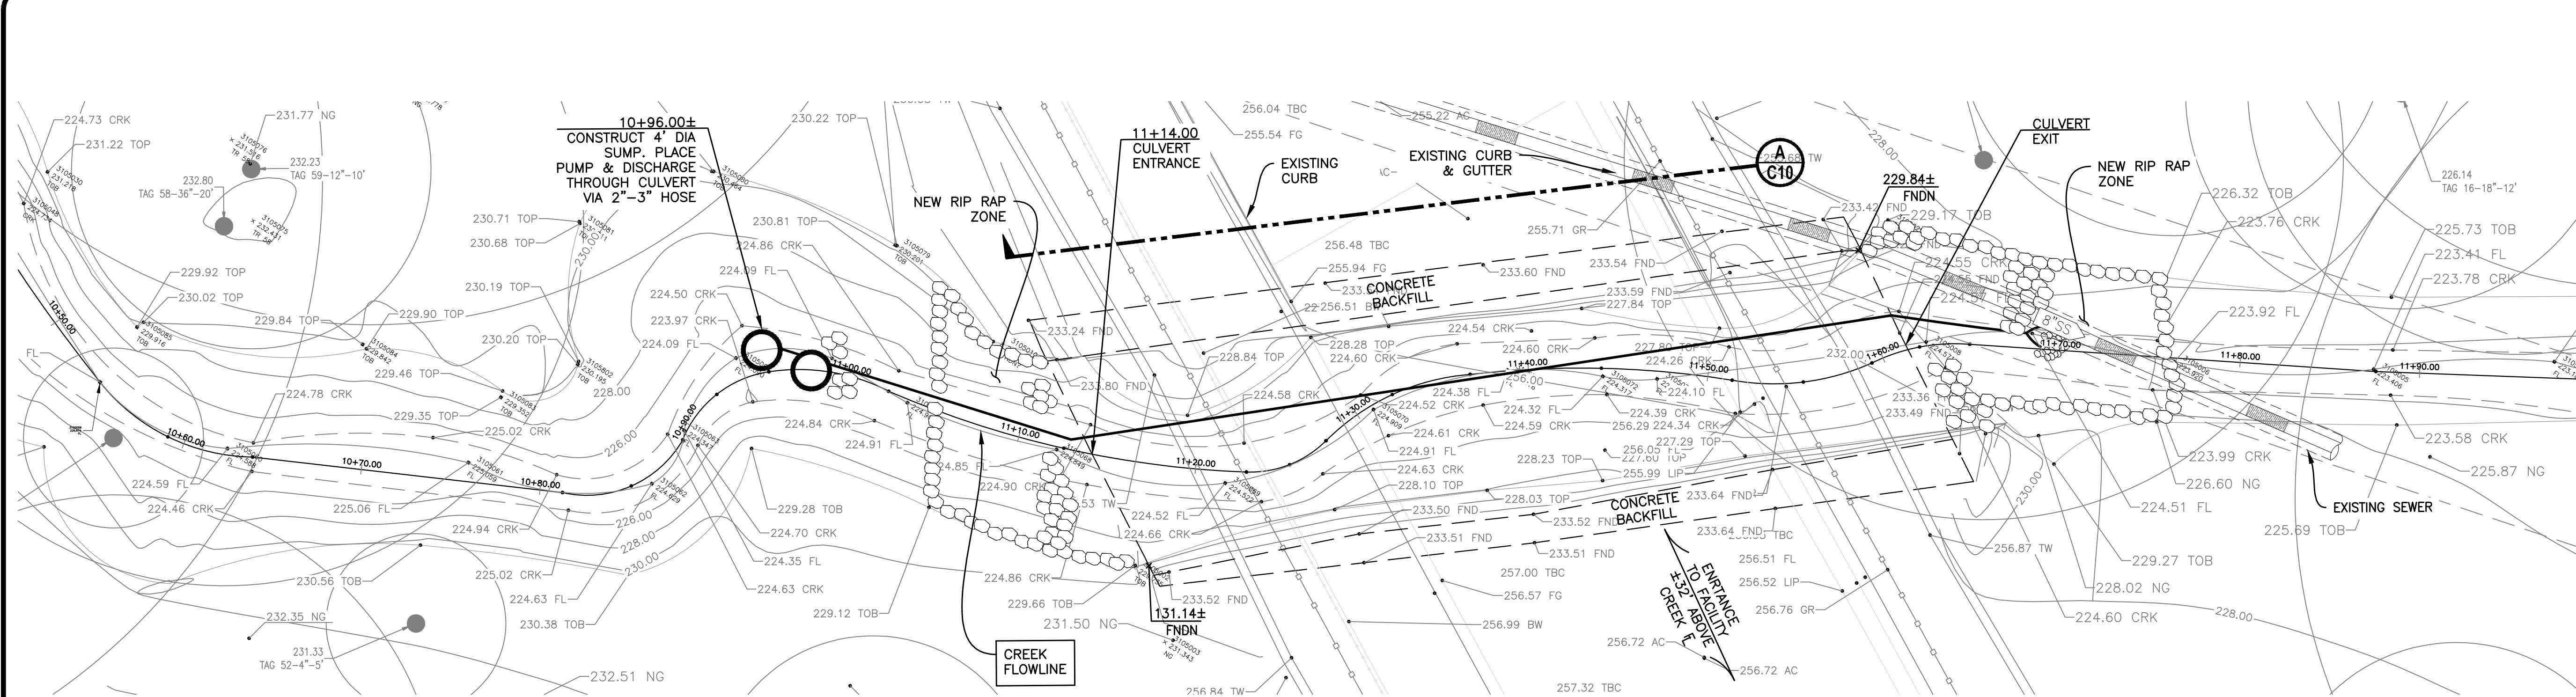 10+96.00±
CONSTRUCT 4' DIA
SUMP. PLACE
PUMP & DISCHARGE
THROUGH CULVERT
VIA 2"-3" HOSE
11+14.00
CULVERT
ENTRANCE
EXISTING
CURB
EXISTING CURB
& GUTTER
A
C10
CULVERT
EXIT
NEW RIP RAP
ZONE
229.84±
FNDN
NEW RIP RAP
ZONE
CONCRETE
BACKFILL
CONCRETE
BACKFILL
8"SS
EXISTING SEWER
ENRTANCE
TO FACILITY
±32' ABOVE
CREEK FL
131.14±
FNDN
CREEK
FLOWLINE
10+50.00
10+60.00
10+70.00
10+80.00
10+90.00
11+00.00
11+10.00
11+20.00
11+30.00
11+40.00
11+50.00
1+60.00
11+70.00
11+80.00
11+90.00
224.73 CRK
231.22 TOP
231.77 NG
232.23
TAG 59-12"-10'
232.80
TAG 58-36"-20'
229.92 TOP
230.02 TOP
229.84 TOP
229.90 TOP
229.46 TOP
229.35 TOP
230.71 TOP
230.68 TOP
230.19 TOP
230.20 TOP
230.00
228.00
226.00
224.78 CRK
225.02 CRK
FL
224.59 FL
224.46 CRK
225.06 FL
224.94 CRK
226.00
228.00
230.00
230.56 TOB
225.02 CRK
224.63 FL
230.38 TOB
232.35 NG
231.33
TAG 52-4"-5'
232.51 NG
230.22 TOP
230.81 TOP
224.86 CRK
224.09 FL
224.50 CRK
223.97 CRK
224.09 FL
224.84 CRK
224.91 FL
224.90 CRK
229.28 TOB
224.70 CRK
224.35 FL
224.63 CRK
229.12 TOB
224.86 CRK
229.66 TOB
231.50 NG
233.52 FND
256.84 TW
256.04 TBC
255.54 FG
255.22 AC
256.48 TBC
255.94 FG
255.71 GR
233.60 FND
233.54 FND
233.59 FND
227.84 TOP
233.24 FND
233.80 FND
228.84 TOP
228.28 TOP
224.60 CRK
224.54 CRK
224.60 CRK
224.26 CRK
224.58 CRK
224.52 CRK
224.61 CRK
224.91 FL
224.63 CRK
228.10 TOP
224.38 FL
224.32 FL
224.59 CRK
224.39 CRK
224.10 FL
256.29
224.34 CRK
227.29 TOP
255.99 LIP
228.23 TOP
228.03 TOP
224.52 FL
224.66 CRK
233.50 FND
233.52 FND
233.51 FND
233.51 FND
233.64 FND
233.64 FND
257.00 TBC
256.57 FG
256.99 BW
257.32 TBC
256.51 FL
256.52 LIP
256.76 GR
256.72 AC
256.72 AC
256.87 TW
233.42 FND
229.17 TOB
232.00
233.49 FND
228.00
226.32 TOB
223.76 CRK
226.14
TAG 16-18"-12'
225.73 TOB
223.41 FL
223.78 CRK
223.92 FL
223.58 CRK
223.99 CRK
226.60 NG
224.51 FL
225.87 NG
225.69 TOB
229.27 TOB
228.02 NG
224.60 CRK
228.00
230.00